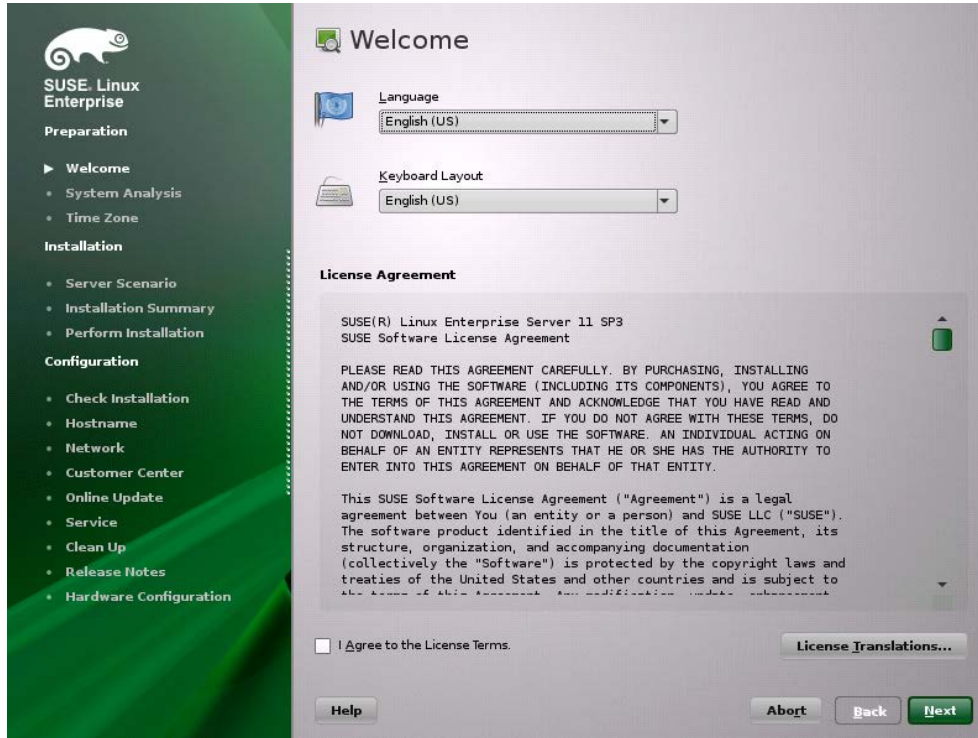 SUSE. Linux
Enterprise
Preparation
Welcome
System Analysis
Time Zone
Installation
Server Scenario
Installation Summary
Perform Installation
Configuration
Check Installation
Hostname
Network
Customer Center
Online Update
Service
Clean Up
Release Notes
Hardware Configuration
Welcome
Language
English (US)
Keyboard Layout
English (US)
License Agreement
SUSE(R) Linux Enterprise Server 11 SP3
SUSE Software License Agreement
PLEASE READ THIS AGREEMENT CAREFULLY. BY PURCHASING, INSTALLING
AND/OR USING THE SOFTWARE (INCLUDING ITS COMPONENTS), YOU AGREE TO
THE TERMS OF THIS AGREEMENT AND ACKNOWLEDGE THAT YOU HAVE READ AND
UNDERSTAND THIS AGREEMENT. IF YOU DO NOT AGREE WITH THESE TERMS, DO
NOT DOWNLOAD, INSTALL OR USE THE SOFTWARE. AN INDIVIDUAL ACTING ON
BEHALF OF AN ENTITY REPRESENTS THAT HE OR SHE HAS THE AUTHORITY TO
ENTER INTO THIS AGREEMENT ON BEHALF OF THAT ENTITY.
This SUSE Software License Agreement ("Agreement") is a legal
agreement between You (an entity or a person) and SUSE LLC ("SUSE").
The software product identified in the title of this Agreement, its
structure, organization, and accompanying documentation
(collectively the "Software") is protected by the copyright laws and
treaties of the United States and other countries and is subject to
I Agree to the License Terms.
License Translations...
Help
Abort
Back
Next